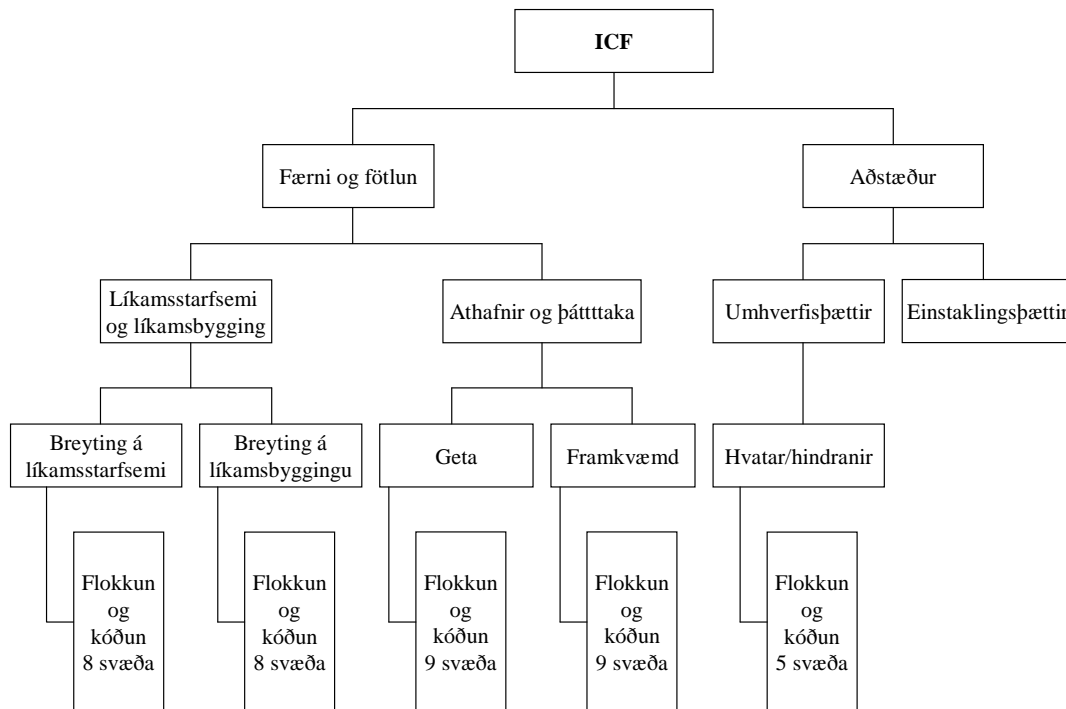 ICF
Færni og fötlun
Aðstæður
Líkamsstarfsemi
og líkamsbygging
Athafnir og þáttttaka
Umhverfisþættir
Einstaklingsþættir
Breyting á
líkamsstarfsemi
Breyting á
líkamsbyggingu
Geta
Framkvæmd
Hvatar/hindranir
Flokkun
og
kóðun
8 svæða
Flokkun
og
kóðun
8 svæða
Flokkun
og
kóðun
9 svæða
Flokkun
og
kóðun
9 svæða
Flokkun
og
kóðun
5 svæða